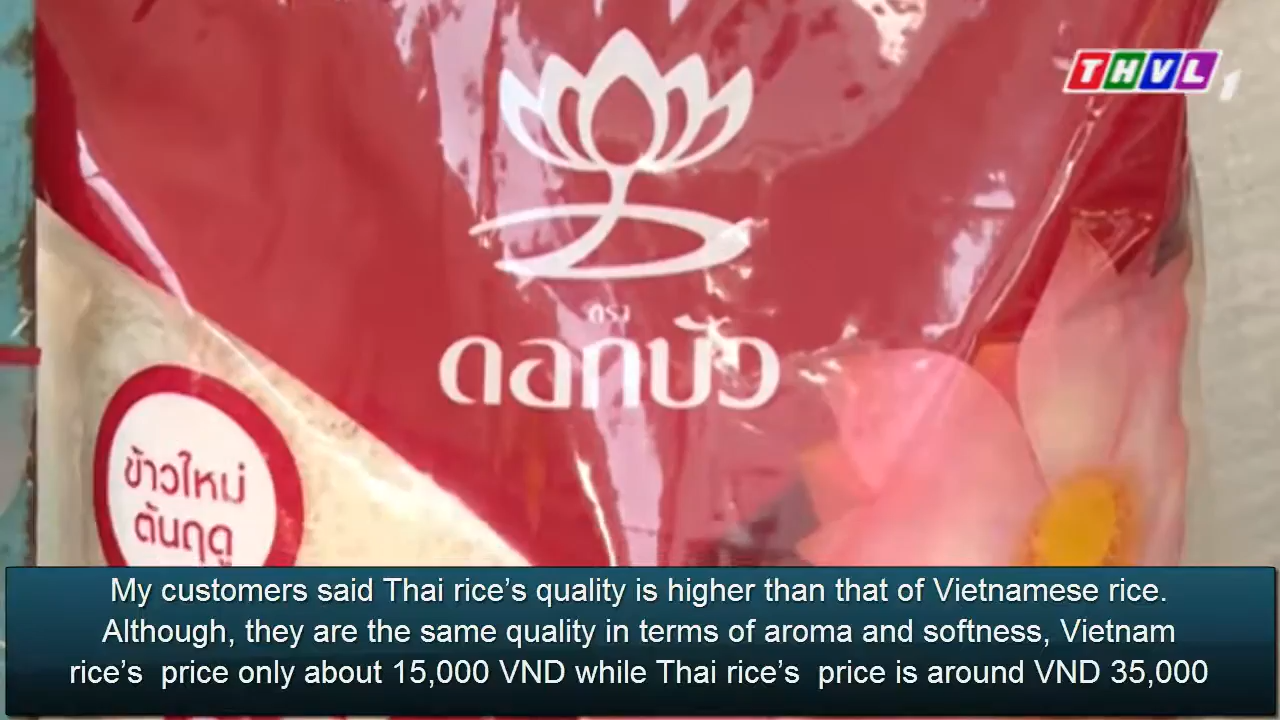 THVL 1
ตรา
ดอกบัว
ข้าวใหม่
ต้นฤดู
My customers said Thai rice’s quality is higher than that of Vietnamese rice.
Although, they are the same quality in terms of aroma and softness, Vietnam
rice’s  price only about 15,000 VND while Thai rice’s  price is around VND 35,000